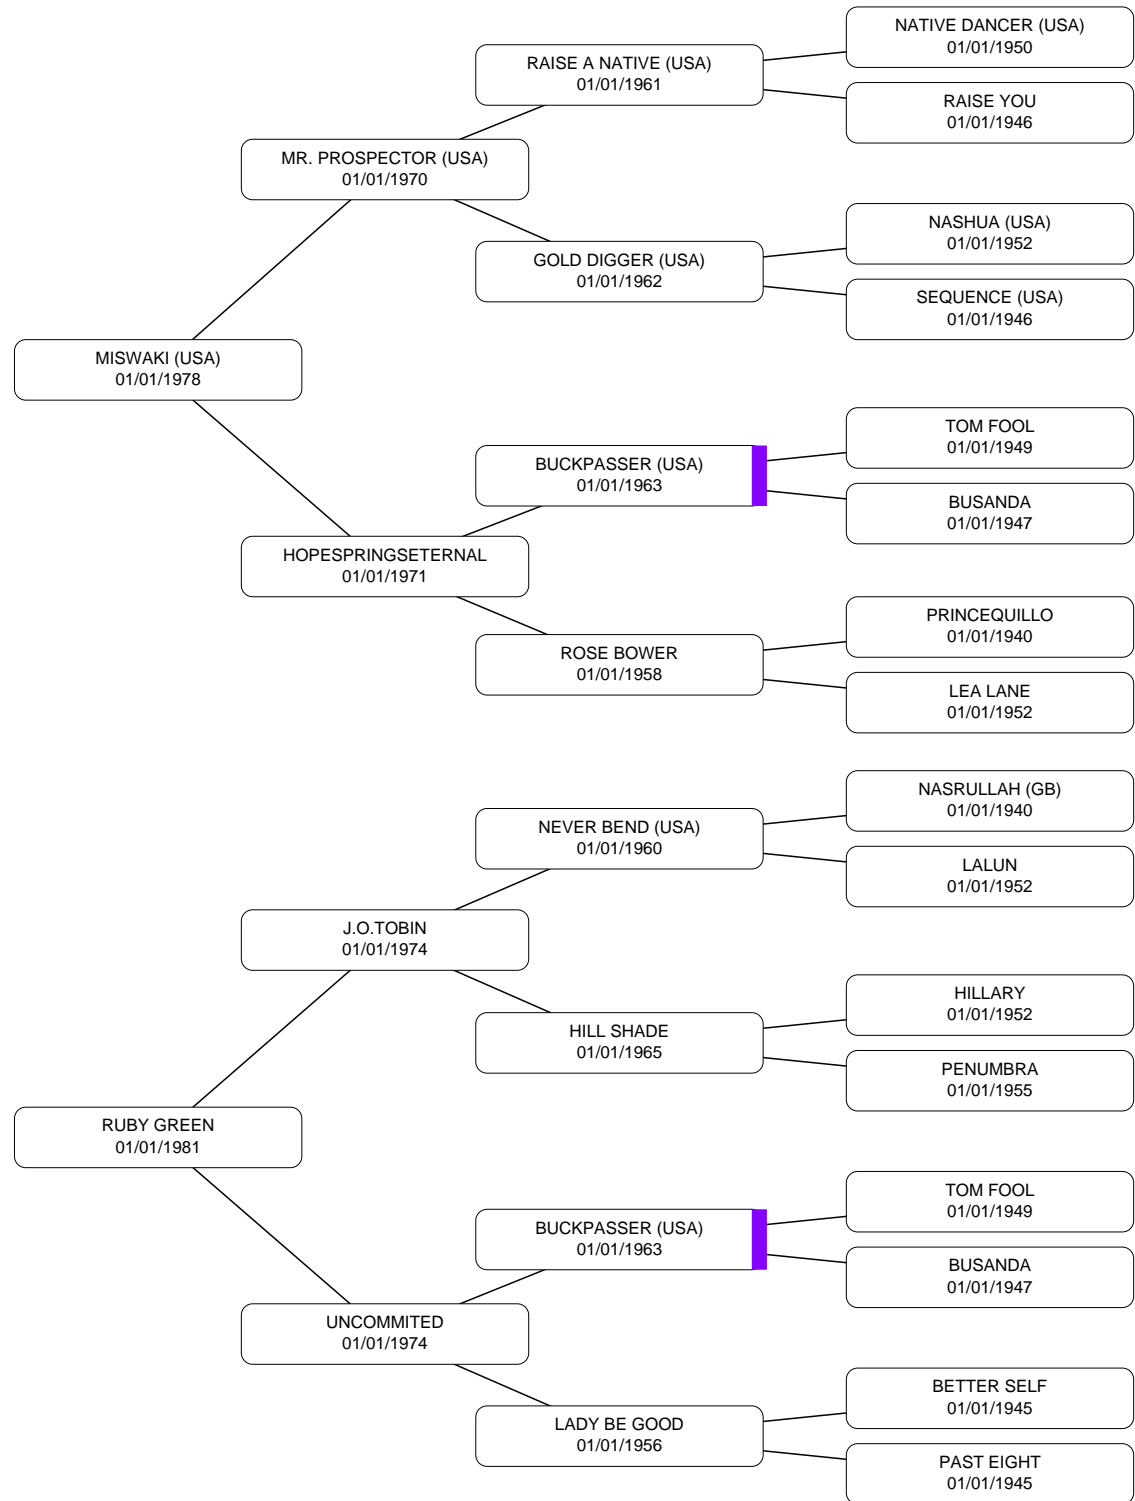 NATIVE DANCER (USA)
01/01/1950
RAISE A NATIVE (USA)
01/01/1961
RAISE YOU
01/01/1946
MR. PROSPECTOR (USA)
01/01/1970
NASHUA (USA)
01/01/1952
GOLD DIGGER (USA)
01/01/1962
SEQUENCE (USA)
01/01/1946
MISWAKI (USA)
01/01/1978
TOM FOOL
01/01/1949
BUCKPASSER (USA)
01/01/1963
BUSANDA
01/01/1947
HOPESPRINGSETERNAL
01/01/1971
PRINCEQUILLO
01/01/1940
ROSE BOWER
01/01/1958
LEA LANE
01/01/1952
NASRULLAH (GB)
01/01/1940
NEVER BEND (USA)
01/01/1960
LALUN
01/01/1952
J.O.TOBIN
01/01/1974
HILLARY
01/01/1952
HILL SHADE
01/01/1965
PENUMBRA
01/01/1955
RUBY GREEN
01/01/1981
TOM FOOL
01/01/1949
BUCKPASSER (USA)
01/01/1963
BUSANDA
01/01/1947
UNCOMMITED
01/01/1974
BETTER SELF
01/01/1945
LADY BE GOOD
01/01/1956
PAST EIGHT
01/01/1945